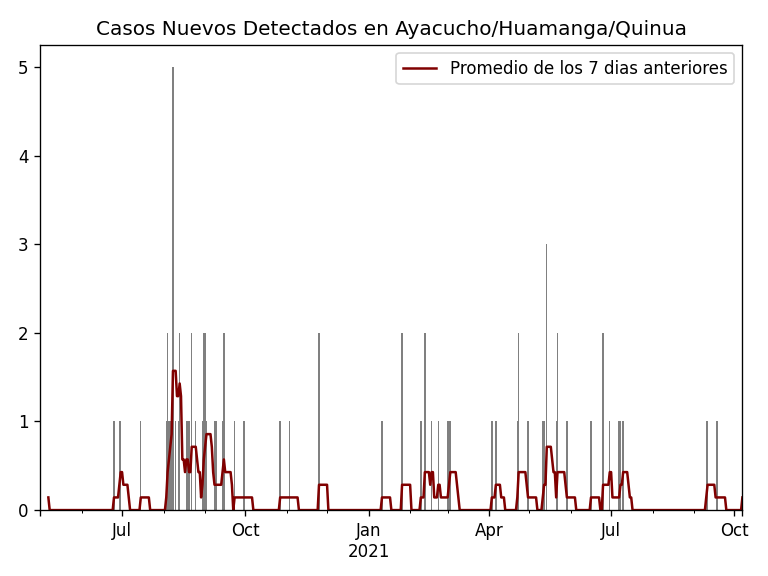 Casos Nuevos Detectados en Ayacucho/Huamanga/Quinua
Promedio de los 7 dias anteriores
5
4
3
2
1
0
Jul
Oct
Jan
2021
Apr
Jul
Oct